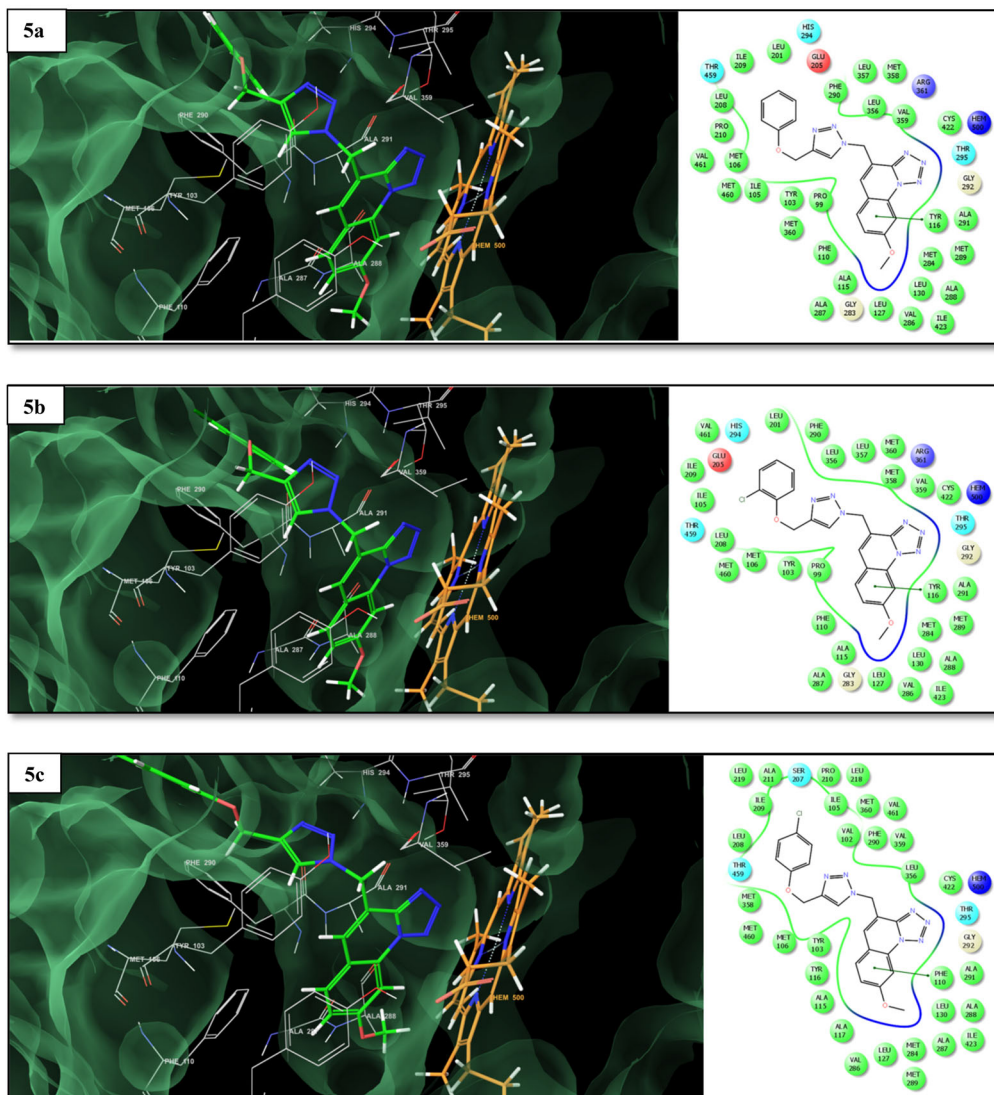 5a
HIS 294
THR 295
VAL 359
PHE 290
ALA 291
TYR 103
MET 106
HEM 500
ALA 288
ALA 287
PHE 110
HIS 294
THR 459
ILE 209
LEU 201
GLU 205
LEU 357
MET 358
ARG 361
PHE 290
LEU 208
LEU 356
VAL 359
CYS 422
HEM 500
PRO 210
THR 295
VAL 461
MET 106
GLY 292
MET 460
ILE 105
TYR 103
PRO 99
TYR 116
ALA 291
MET 360
PHE 110
MET 284
MET 289
ALA 115
LEU 130
ALA 288
ALA 287
GLY 283
LEU 127
VAL 286
ILE 423
N N N N N N N
O
O
5b
HIS 294
THR 295
VAL 359
PHE 290
ALA 291
TYR 103
MET 106
HEM 500
ALA 288
ALA 287
PHE 110
VAL 461
HIS 294
LEU 201
PHE 290
GLU 205
LEU 356
LEU 357
MET 360
ARG 361
ILE 209
MET 358
VAL 359
CYS 422
HEM 500
ILE 105
THR 295
THR 459
LEU 208
GLY 292
MET 460
MET 106
TYR 103
PRO 99
TYR 116
ALA 291
PHE 110
MET 284
MET 289
ALA 115
LEU 130
ALA 288
ALA 287
GLY 283
LEU 127
VAL 286
ILE 423
Cl
N N N N N N N
O
O
5c
HIS 294
THR 295
VAL 359
PHE 290
ALA 291
TYR 103
MET 106
HEM 500
ALA 288
PHE 110
LEU 219
ALA 211
SER 207
PRO 210
LEU 218
ILE 209
ILE 105
MET 360
VAL 461
LEU 208
VAL 102
PHE 290
VAL 359
THR 459
LEU 356
CYS 422
HEM 500
MET 358
THR 295
MET 460
MET 106
TYR 103
GLY 292
TYR 116
PHE 110
ALA 291
ALA 115
LEU 130
ALA 288
ALA 117
VAL 286
LEU 127
MET 284
ALA 287
ILE 423
MET 289
Cl
N N N N N N N
O
O